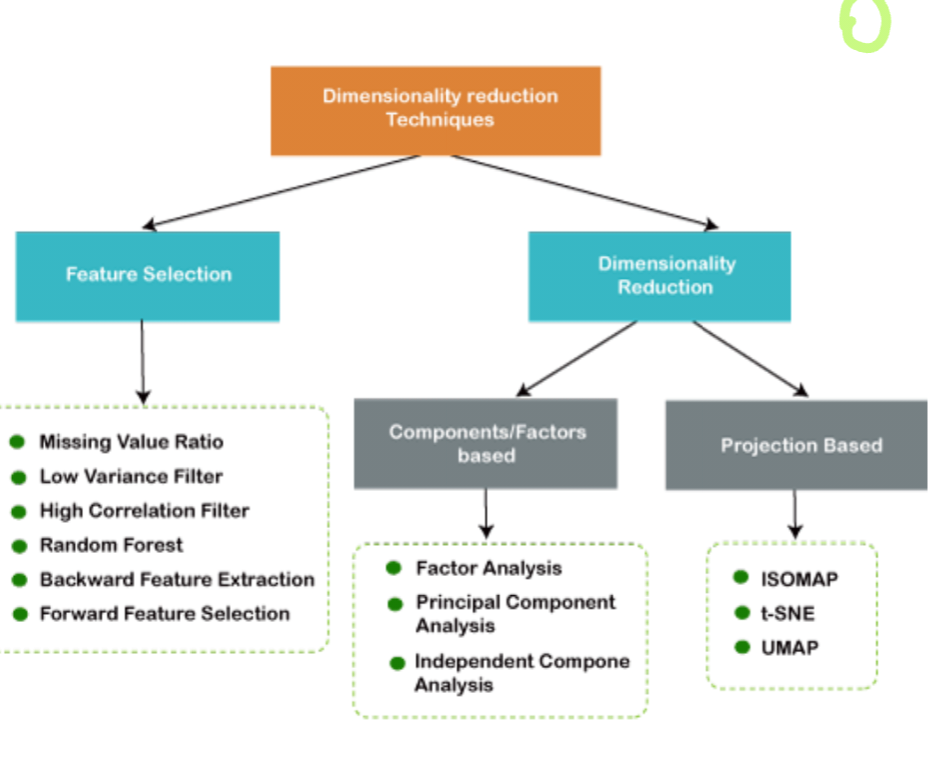 Dimensionality reduction
Techniques
Feature Selection
Dimensionality
Reduction
Missing Value Ratio
Low Variance Filter
High Correlation Filter
Random Forest
Backward Feature Extraction
Forward Feature Selection
Components/Factors
based
Factor Analysis
Principal Component
Analysis
Independent Compone
Analysis
Projection Based
ISOMAP
t-SNE
UMAP